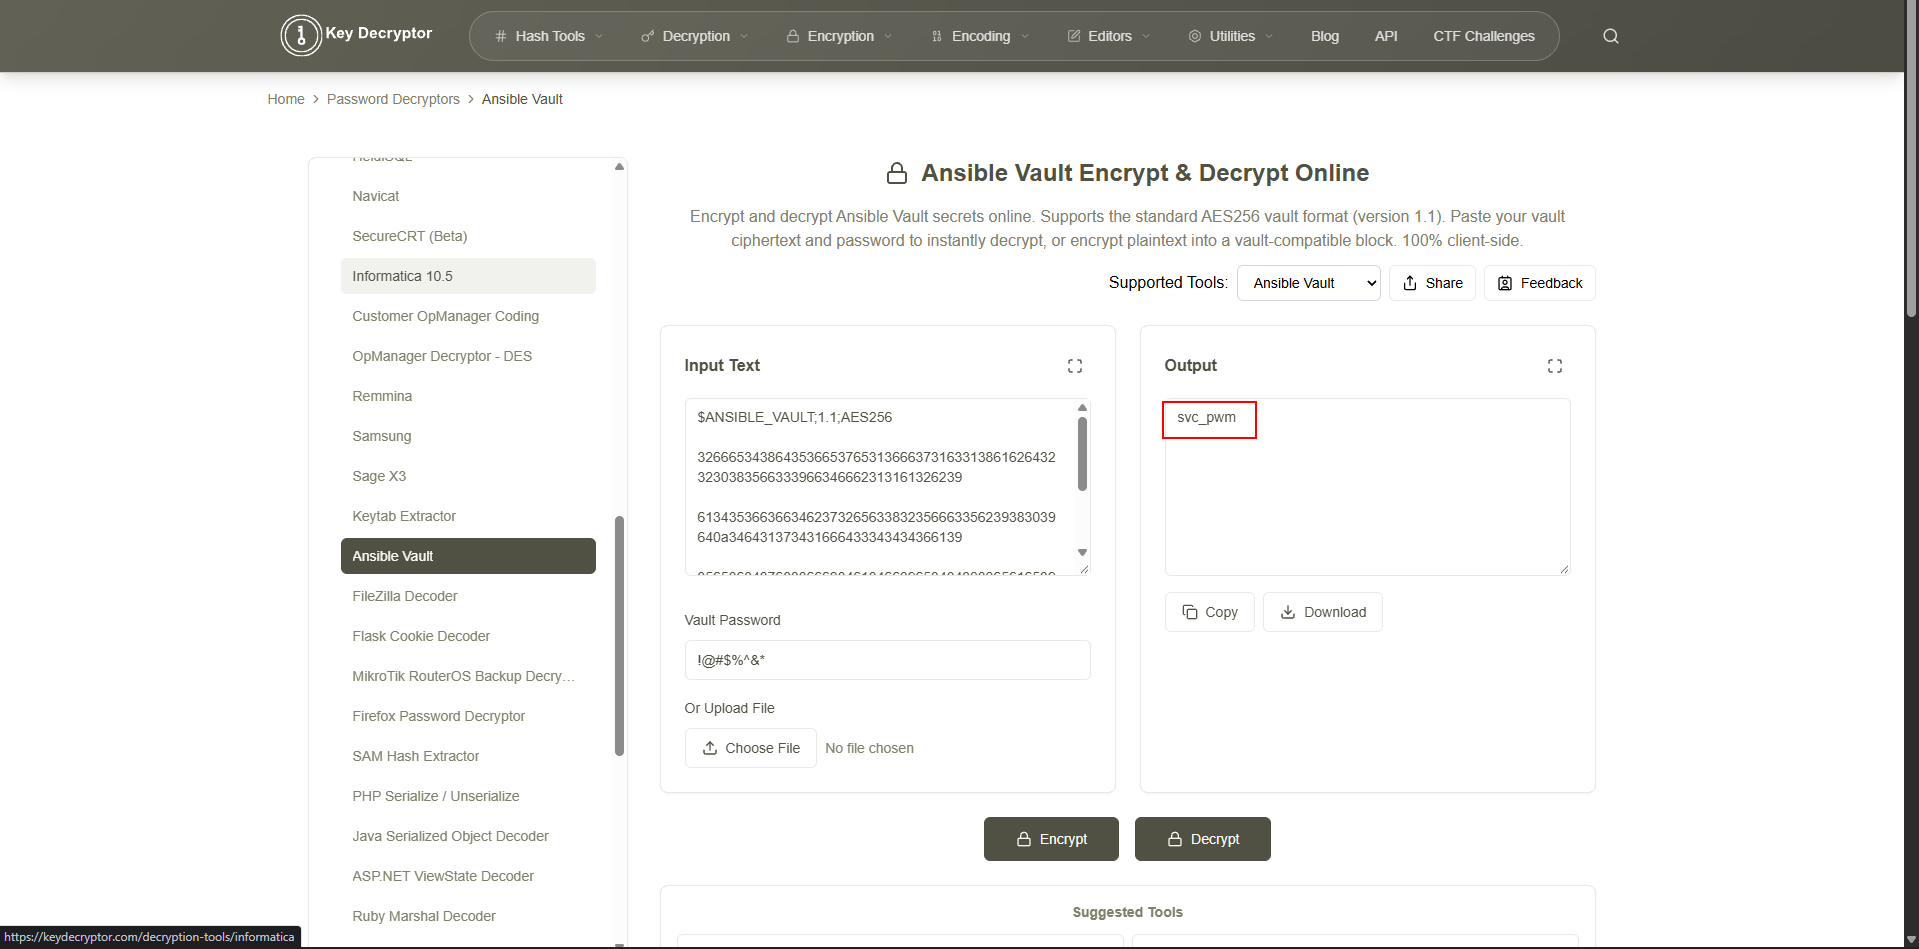 Key Decryptor
Hash Tools
Decryption
Encryption
Encoding
Editors
Utilities
Blog
API
CTF Challenges
Home > Password Decryptors > Ansible Vault
Navicat
SecureCRT (Beta)
Informatica 10.5
Customer OpManager Coding
OpManager Decryptor - DES
Remmina
Samsung
Sage X3
Keytab Extractor
Ansible Vault
FileZilla Decoder
Flask Cookie Decoder
MikroTik RouterOS Backup Decry…
Firefox Password Decryptor
SAM Hash Extractor
PHP Serialize / Unserialize
Java Serialized Object Decoder
ASP.NET ViewState Decoder
Ruby Marshal Decoder
Ansible Vault Encrypt & Decrypt Online
Encrypt and decrypt Ansible Vault secrets online. Supports the standard AES256 vault format (version 1.1). Paste your vault
ciphertext and password to instantly decrypt, or encrypt plaintext into a vault-compatible block. 100% client-side.
Supported Tools:
Ansible Vault
Share
Feedback
Input Text
$ANSIBLE_VAULT;1.1;AES256
3266653438643536653765313666373163313861626432
3230383566333966346662313161326239
61343536636634623732656338323566633562393830​39
640a346431373431666433343434366139
Vault Password
!@#$%^&*
Or Upload File
Choose File
No file chosen
Output
svc_pwm
Copy
Download
Encrypt
Decrypt
Suggested Tools
https://keydecryptor.com/decryption-tools/informatica